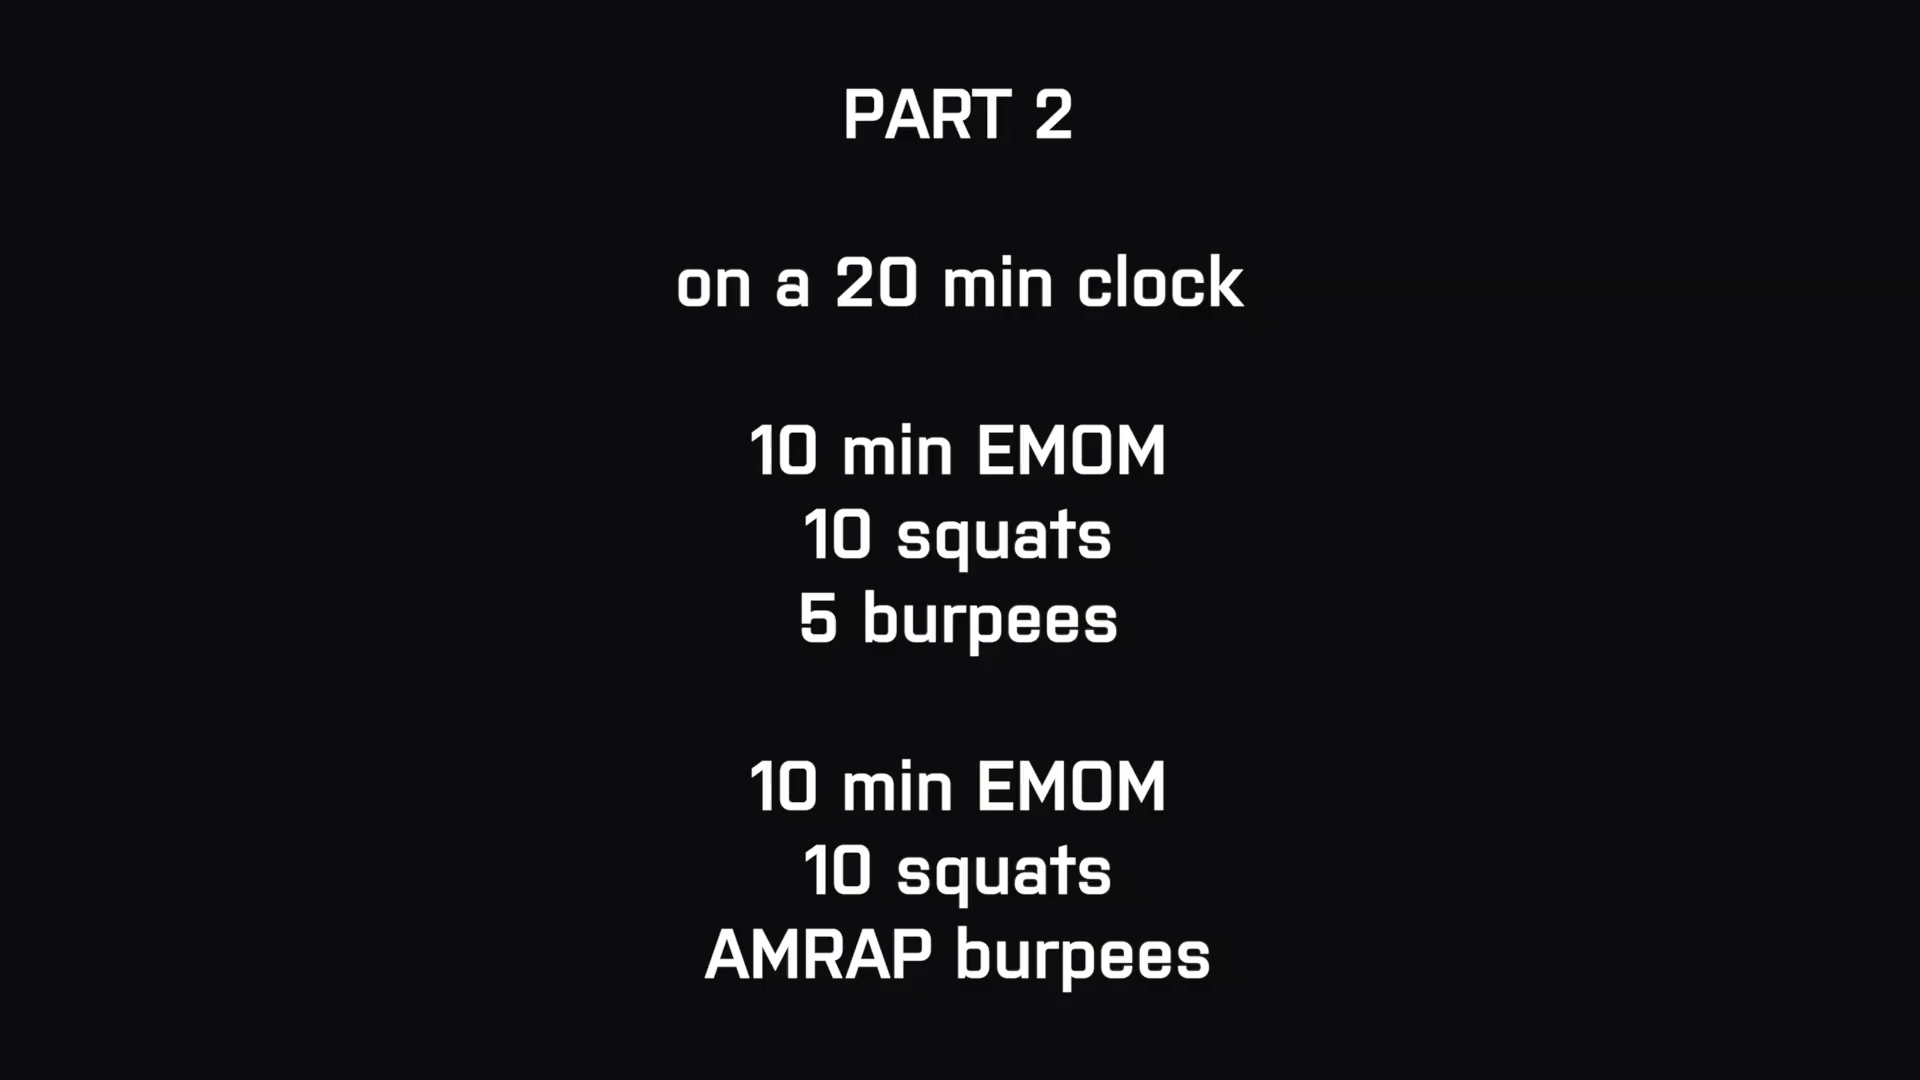 PART 2
on a 20 min clock
10 min EMOM
10 squats
5 burpees
10 min EMOM
10 squats
AMRAP burpees